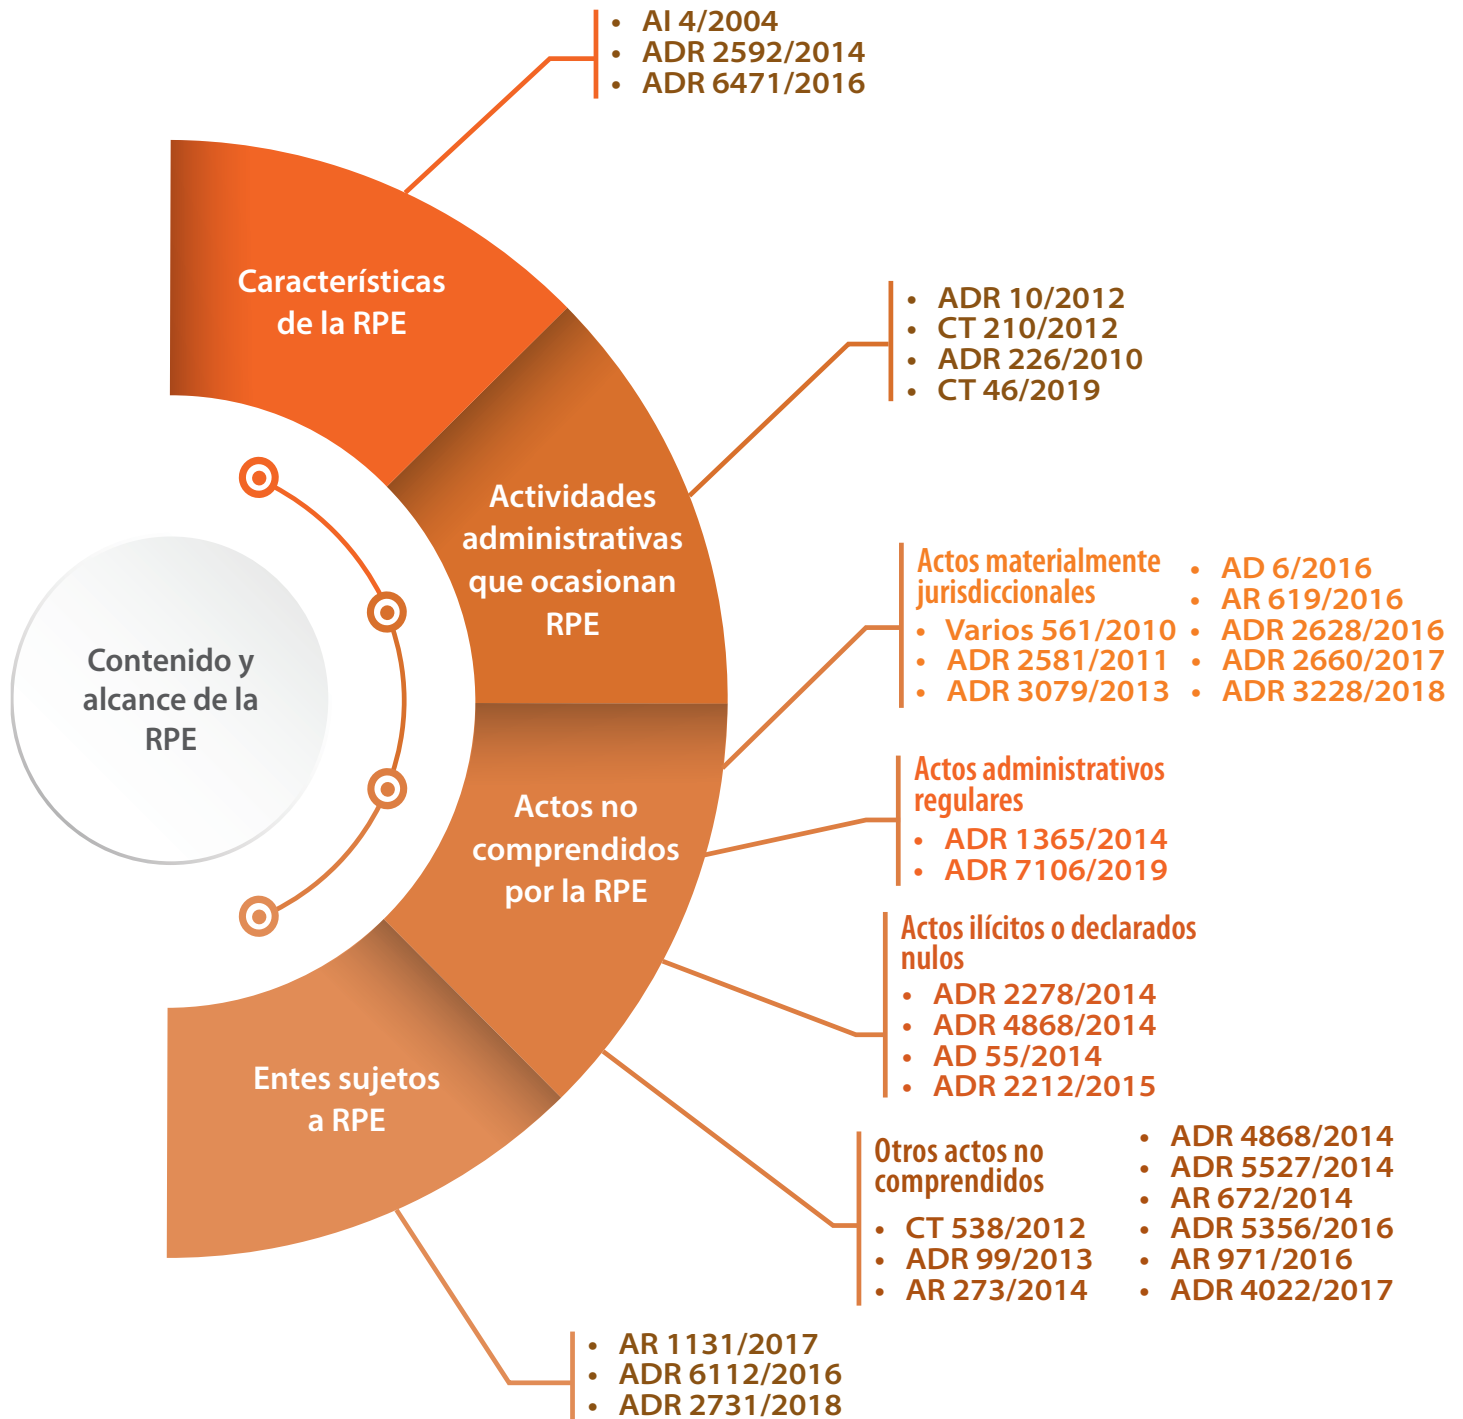 Contenido y
alcance de la
RPE
Características
de la RPE
• AI 4/2004
• ADR 2592/2014
• ADR 6471/2016
Actividades
administrativas
que ocasionan
RPE
• ADR 10/2012
• CT 210/2012
• ADR 226/2010
• CT 46/2019
Actos no
comprendidos
por la RPE
Actos materialmente
jurisdiccionales
• Varios 561/2010
• ADR 2581/2011
• ADR 3079/2013
• AD 6/2016
• AR 619/2016
• ADR 2628/2016
• ADR 2660/2017
• ADR 3228/2018
Actos administrativos
regulares
• ADR 1365/2014
• ADR 7106/2019
Actos ilícitos o declarados
nulos
• ADR 2278/2014
• ADR 4868/2014
• AD 55/2014
• ADR 2212/2015
Otros actos no
comprendidos
• CT 538/2012
• ADR 99/2013
• AR 273/2014
• ADR 4868/2014
• ADR 5527/2014
• AR 672/2014
• ADR 5356/2016
• AR 971/2016
• ADR 4022/2017
Entes sujetos
a RPE
• AR 1131/2017
• ADR 6112/2016
• ADR 2731/2018